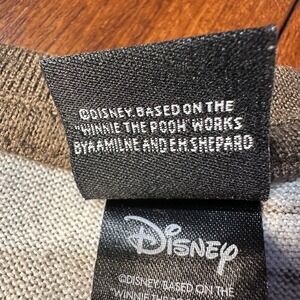 ©DISNEY. BASED ON THE
"WINNIE THE POOH" WORKS
BY A.A.MILNE AND E.H. SHEPARD
Disney
©DISNEY. BASED ON THE
WINNIE THE